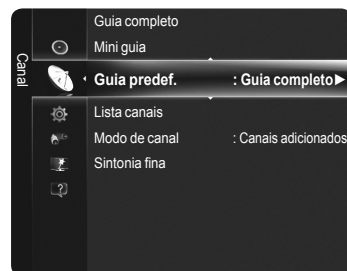 Canal
Guia completo
Mini guia
Guia predef. : Guia completo►
Lista canais
Modo de canal : Canais adicionados
Sintonia fina